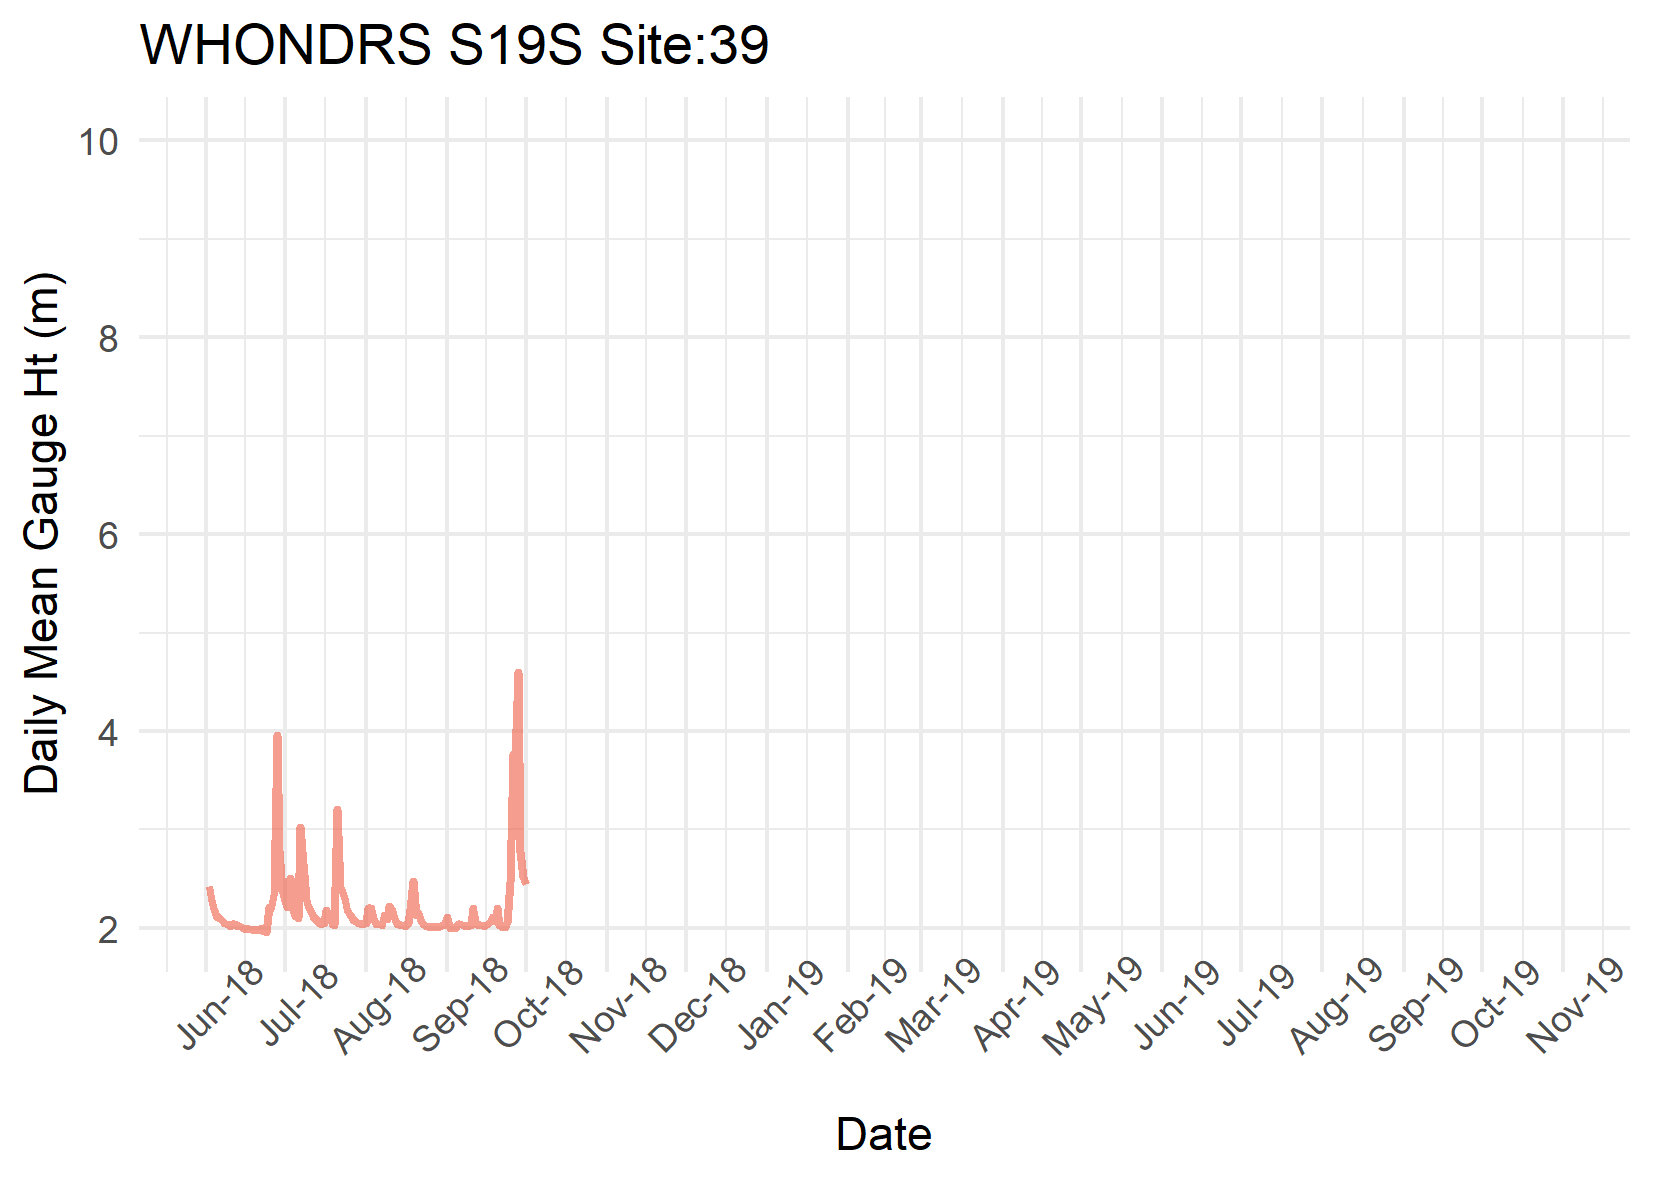 WHONDRS S19S Site:39
Daily Mean Gauge Ht (m)
10
8
6
4
2
Jun-18
Jul-18
Aug-18
Sep-18
Oct-18
Nov-18
Dec-18
Jan-19
Feb-19
Mar-19
Apr-19
May-19
Jun-19
Jul-19
Aug-19
Sep-19
Oct-19
Nov-19
Date